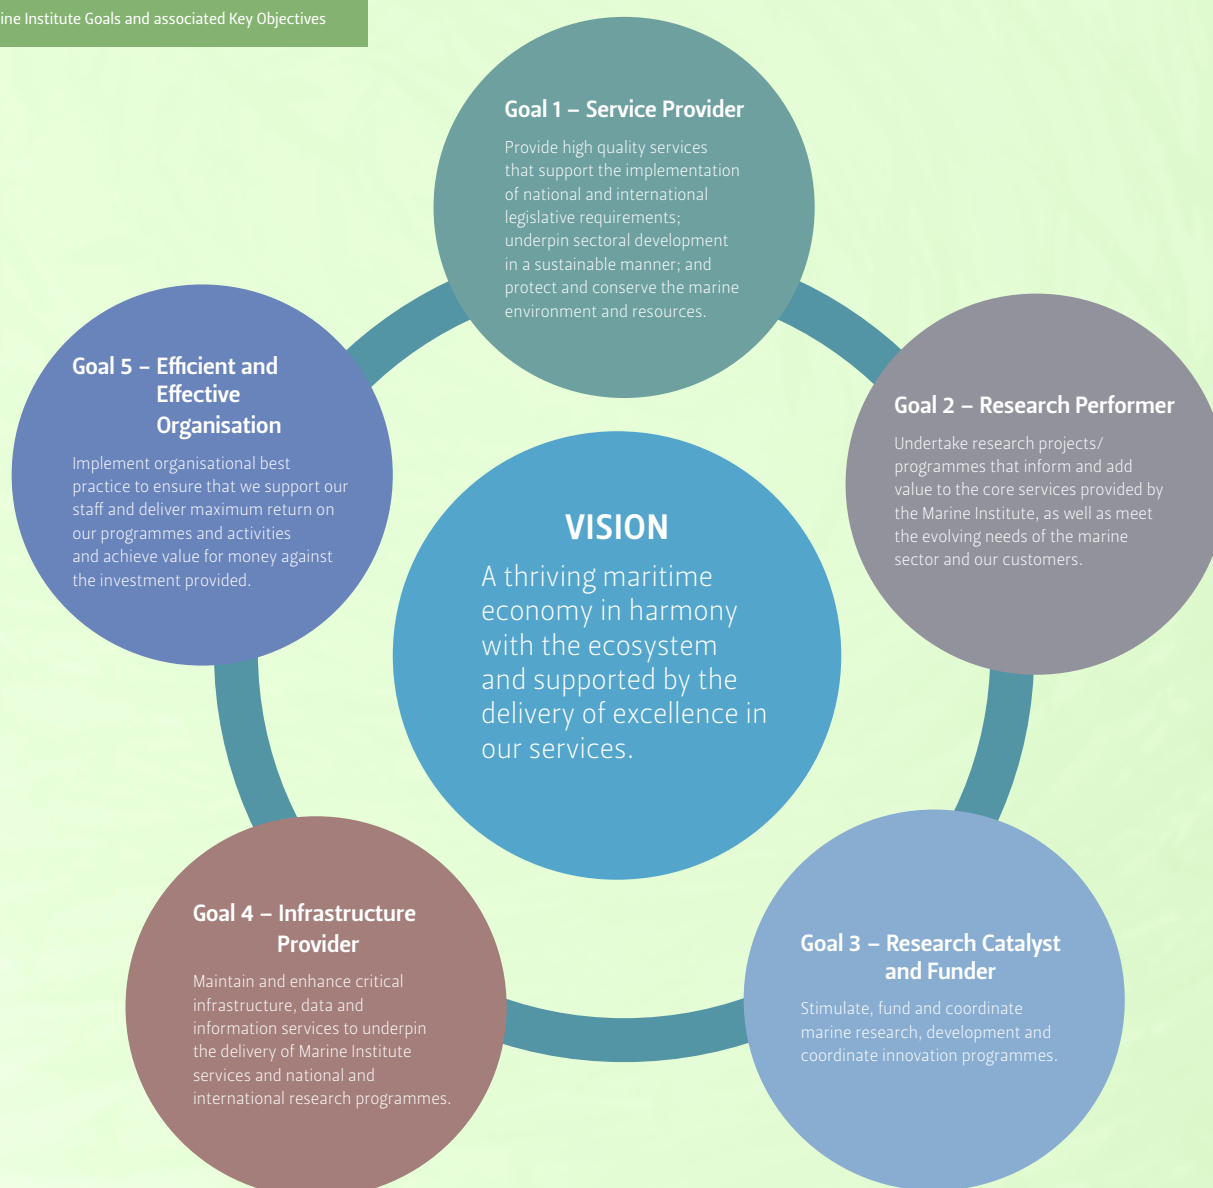 ine Institute Goals and associated Key Objectives
Goal 1 – Service Provider
Provide high quality services
that support the implementation
of national and international
legislative requirements;
underpin sectoral development
in a sustainable manner; and
protect and conserve the marine
environment and resources.
Goal 2 – Research Performer
Undertake research projects/
programmes that inform and add
value to the core services provided by
the Marine Institute, as well as meet
the evolving needs of the marine
sector and our customers.
Goal 3 – Research Catalyst
and Funder
Stimulate, fund and coordinate
marine research, development and
coordinate innovation programmes.
Goal 4 – Infrastructure
Provider
Maintain and enhance critical
infrastructure, data and
information services to underpin
the delivery of Marine Institute
services and national and
international research programmes.
Goal 5 – Efficient and
Effective
Organisation
Implement organisational best
practice to ensure that we support our
staff and deliver maximum return on
our programmes and activities
and achieve value for money against
the investment provided.
VISION
A thriving maritime
economy in harmony
with the ecosystem
and supported by the
delivery of excellence in
our services.